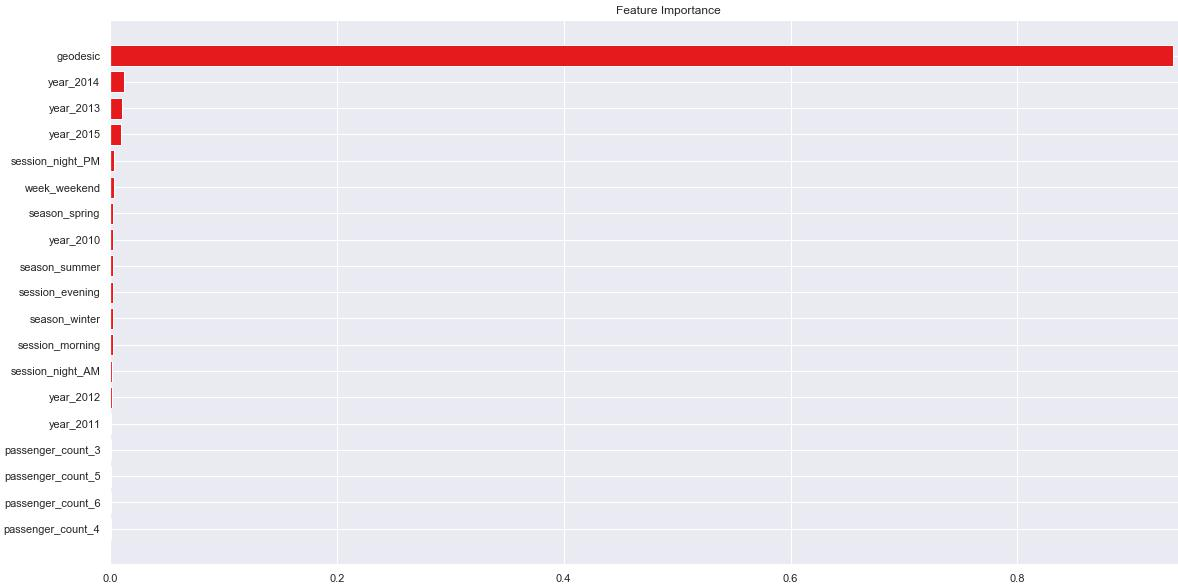 Feature Importance
geodesic
year_2014
year_2013
year_2015
session_night_PM
week_weekend
season_spring
year_2010
season_summer
session_evening
season_winter
session_morning
session_night_AM
year_2012
year_2011
passenger_count_3
passenger_count_5
passenger_count_6
passenger_count_4
0.0 0.2 0.4 0.6 0.8